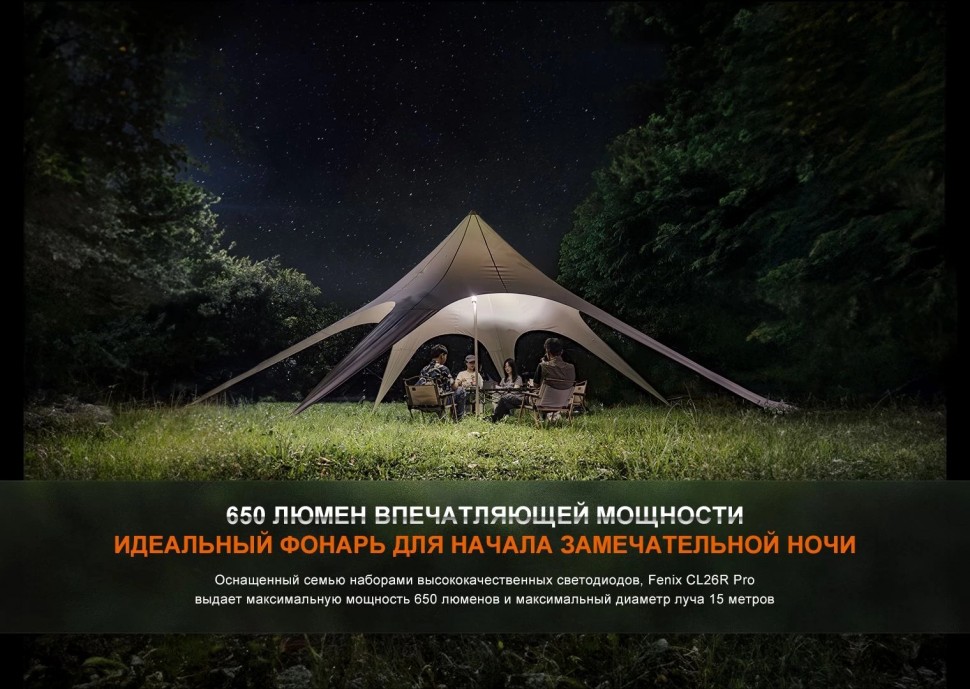 650 ЛЮМЕН ВПЕЧАТЛЯЮЩЕЙ МОЩНОСТИ
ИДЕАЛЬНЫЙ ФОНАРЬ ДЛЯ НАЧАЛА ЗАМЕЧАТЕЛЬНОЙ НОЧИ
Оснащенный семью наборами высококачественных светодиодов, Fenix CL26R Pro
выдает максимальную мощность 650 люменов и максимальный диаметр луча 15 метров